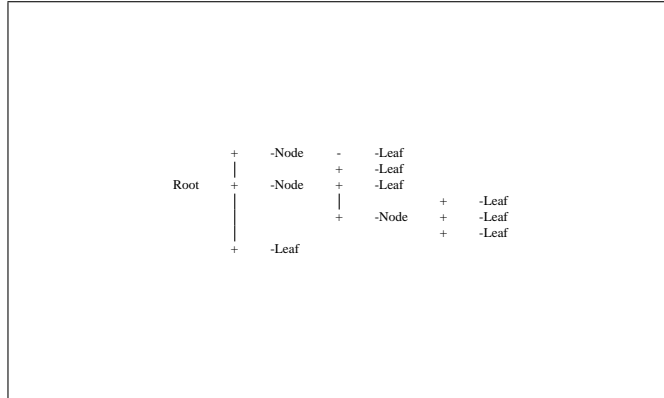 + -Node - -Leaf
| + -Leaf
Root + -Node + -Leaf
| | + -Leaf
| + -Node + -Leaf
| + -Leaf
+ -Leaf